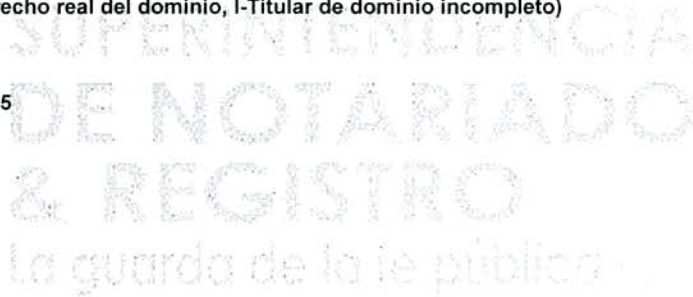 echo real del dominio, I-Titular de dominio incompleto)
SUPERINTENDENCIA
5
DE NOTARIADO
& REGISTRO
La guarda de la fe pública